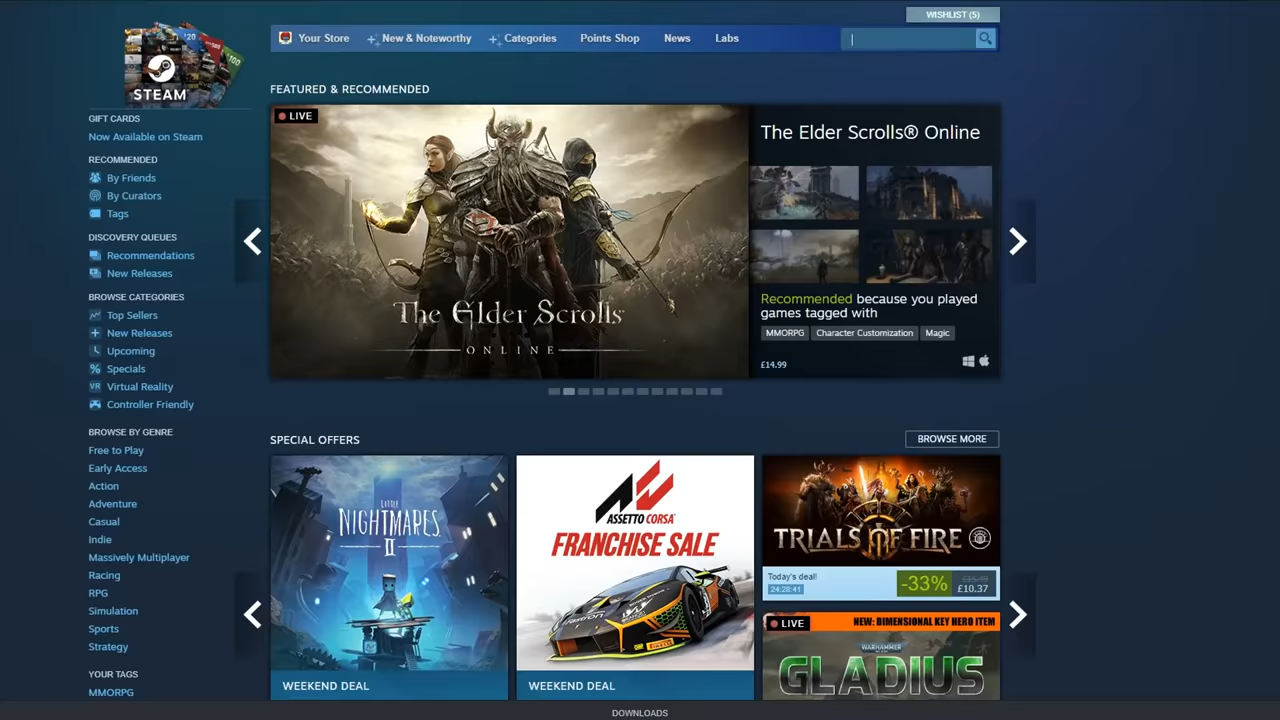 WISHLIST (5)
Your Store
New & Noteworthy
Categories
Points Shop
News
Labs
$20
$100
STEAM
GIFT CARDS
Now Available on Steam
RECOMMENDED
By Friends
By Curators
Tags
DISCOVERY QUEUES
Recommendations
New Releases
BROWSE CATEGORIES
Top Sellers
New Releases
Upcoming
Specials
VR Virtual Reality
Controller Friendly
BROWSE BY GENRE
Free to Play
Early Access
Action
Adventure
Casual
Indie
Massively Multiplayer
Racing
RPG
Simulation
Sports
Strategy
YOUR TAGS
MMORPG
FEATURED & RECOMMENDED
LIVE
The Elder Scrolls
ONLINE
The Elder Scrolls® Online
Recommended because you played
games tagged with
MMORPG
Character Customization
Magic
£14.99
SPECIAL OFFERS
BROWSE MORE
LITTLE
NIGHTMARES
II
WEEKEND DEAL
ASSETTO CORSA
FRANCHISE SALE
PIRELLI
WEEKEND DEAL
TRIALS OF FIRE
Today's deal!
24:28:41
-33%
£15.49
£10.37
LIVE
NEW: DIMENSIONAL KEY HERO ITEM
WARHAMMER
GLADIUS
DOWNLOADS